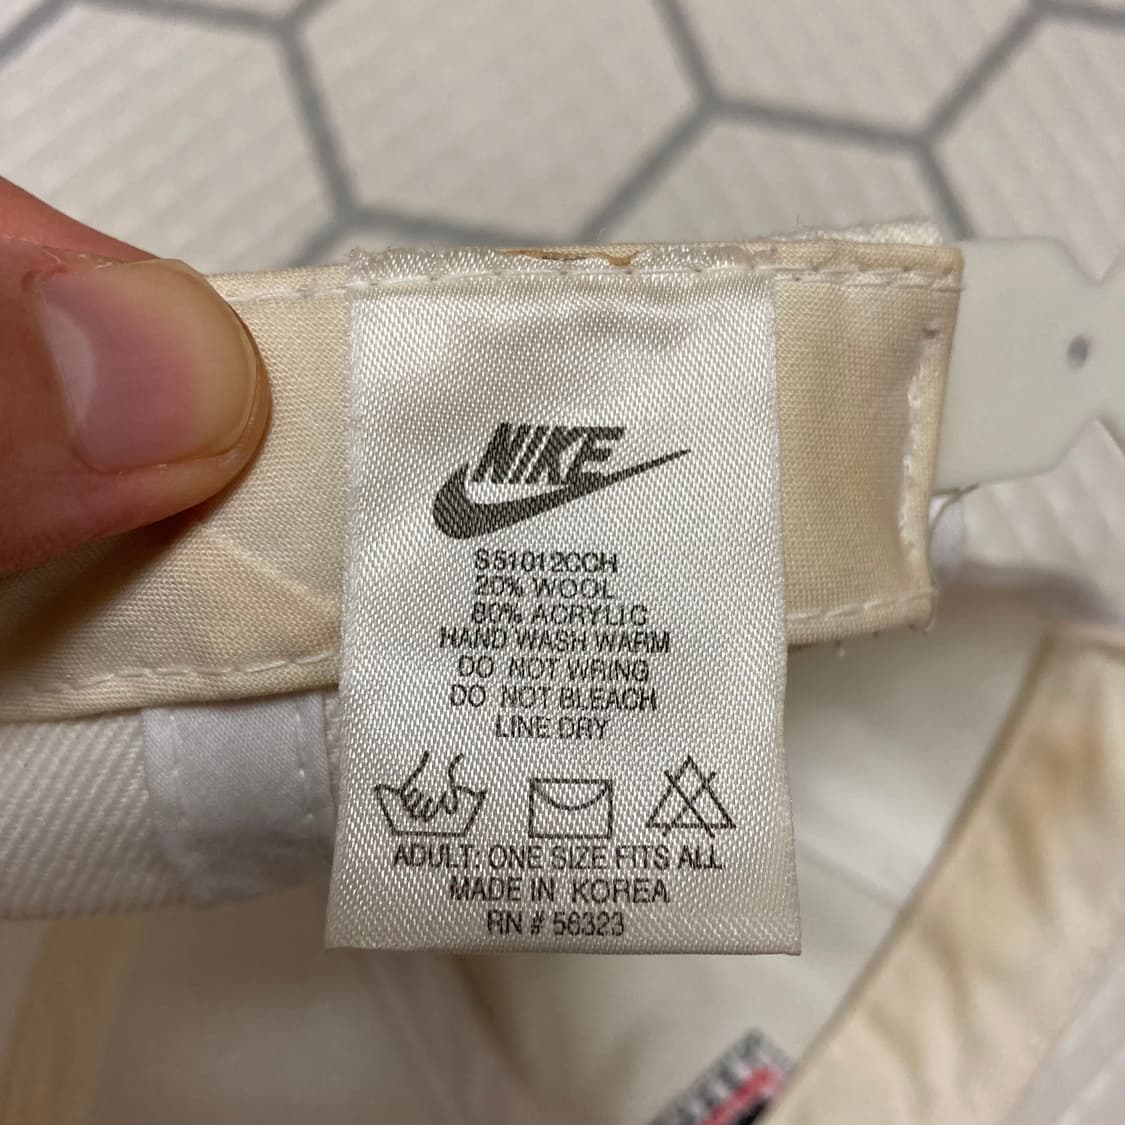 NIKE
S51012CCH
20% WOOL
80% ACRYLIC
HAND WASH WARM
DO NOT WRING
DO NOT BLEACH
LINE DRY
ADULT: ONE SIZE FITS ALL
MADE IN KOREA
RN # 56323